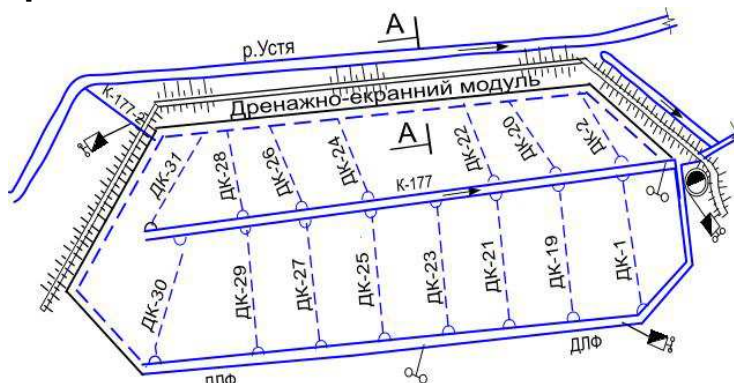 А
р.Устя
К-177-2
Дренажно-екранний модуль
А
ДК-31
ДК-28
ДК-26
ДК-24
ДК-22
ДК-20
ДК-2
К-177
ДК-30
ДК-29
ДК-27
ДК-25
ДК-23
ДК-21
ДК-19
ДК-1
ДЛФ
ДЛФ